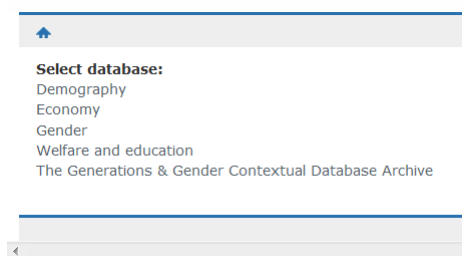 Select database:
Demography
Economy
Gender
Welfare and education
The Generations & Gender Contextual Database Archive